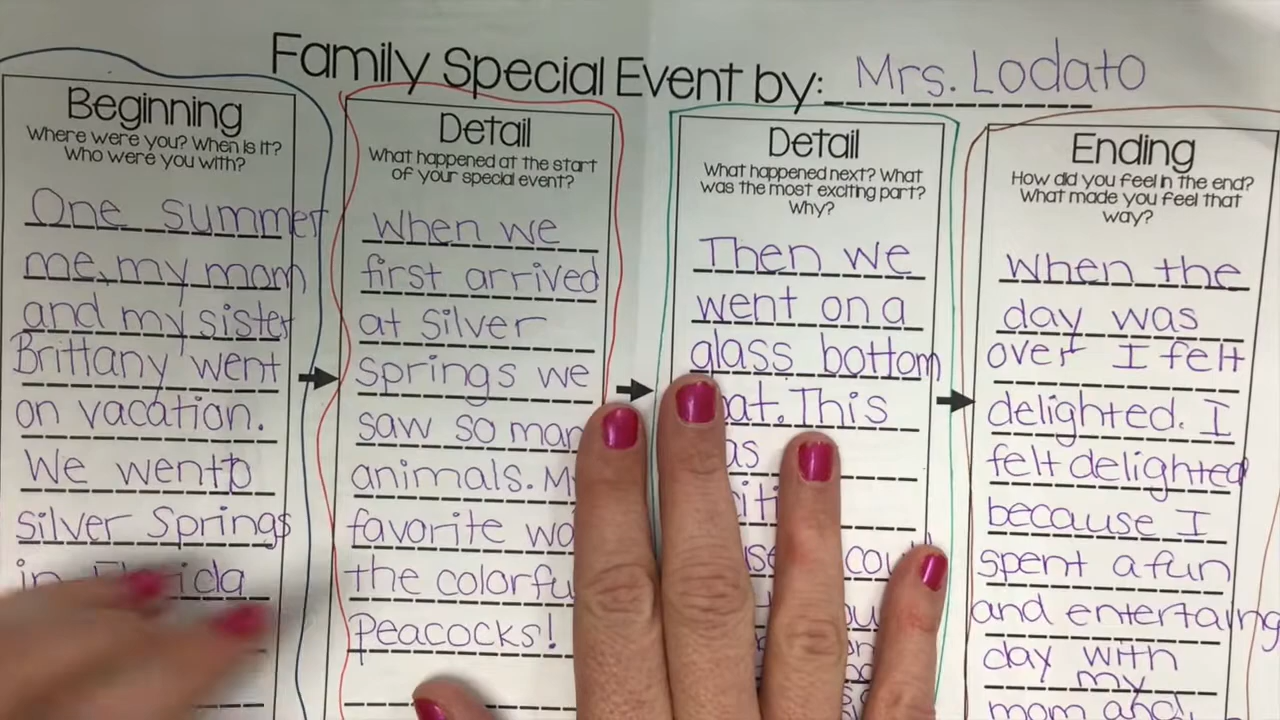 Family Special Event by: Mrs. Lodato
Beginning
Where were you? When is it?
Who were you with?
One summer
me, my mom
and my sister
Brittany went
on vacation.
We went to
silver Springs
in
Detail
What happened at the start
of your special event?
When we
first arrived
at Silver
springs we
saw so
animals.
favorite
the
peacocks!
Detail
What happened next? What
was the most exciting part?
Why?
Then we
went on a
glass bottom
This
Ending
How did you feel in the end?
What made you feel that
way?
When the
day was
over I felt
delighted. I
felt delighted
because I
spent a fun
and entertaing
day with
my
mom and